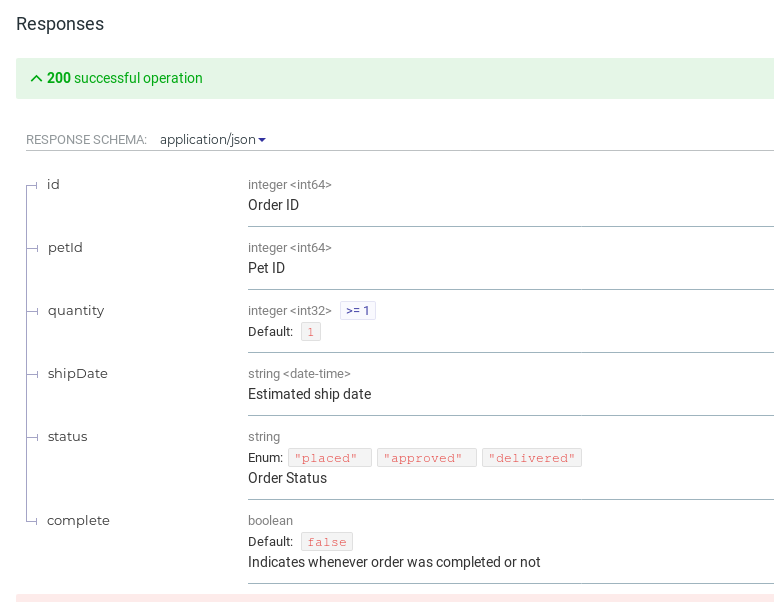 Responses
200 successful operation
RESPONSE SCHEMA: application/json
id integer <int64>
Order ID
petId integer <int64>
Pet ID
quantity integer <int32> >= 1
Default: 1
shipDate string <date-time>
Estimated ship date
status string
Enum: "placed" "approved" "delivered"
Order Status
complete boolean
Default: false
Indicates whenever order was completed or not